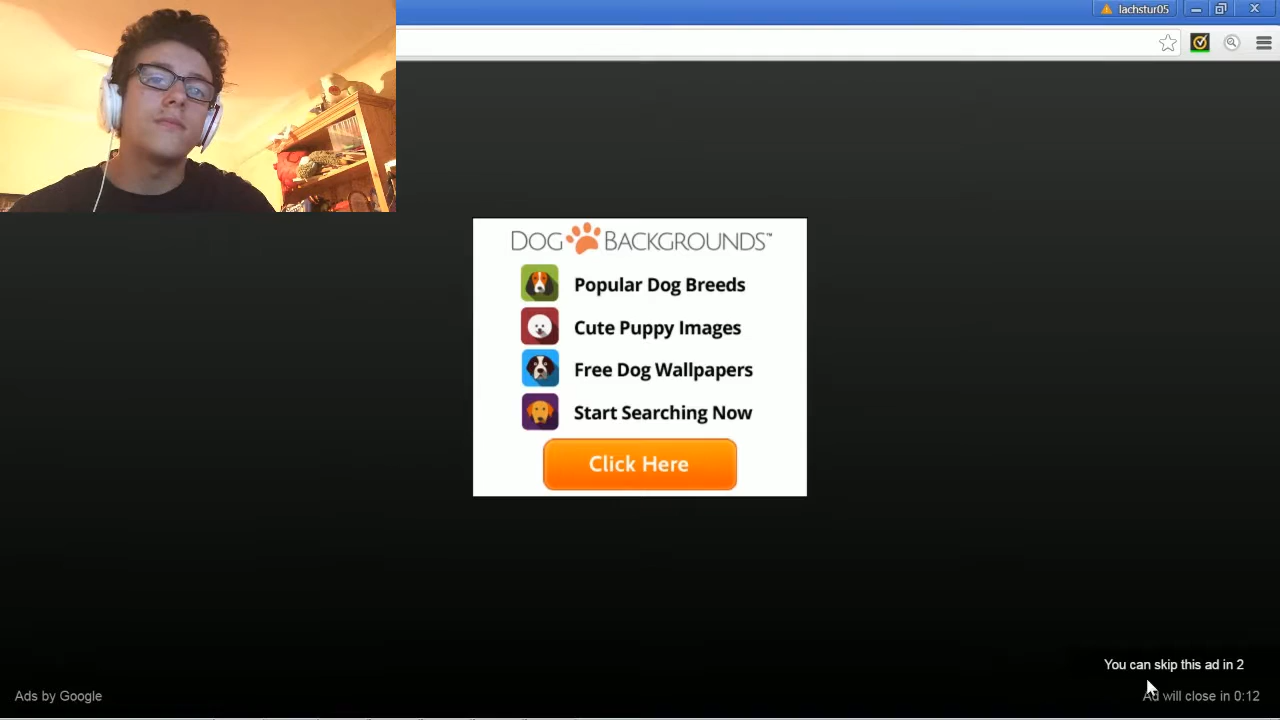 lachstur05
DOG BACKGROUNDS™
Popular Dog Breeds
Cute Puppy Images
Free Dog Wallpapers
Start Searching Now
Click Here
You can skip this ad in 2
Ads by Google
Ad will close in 0:12